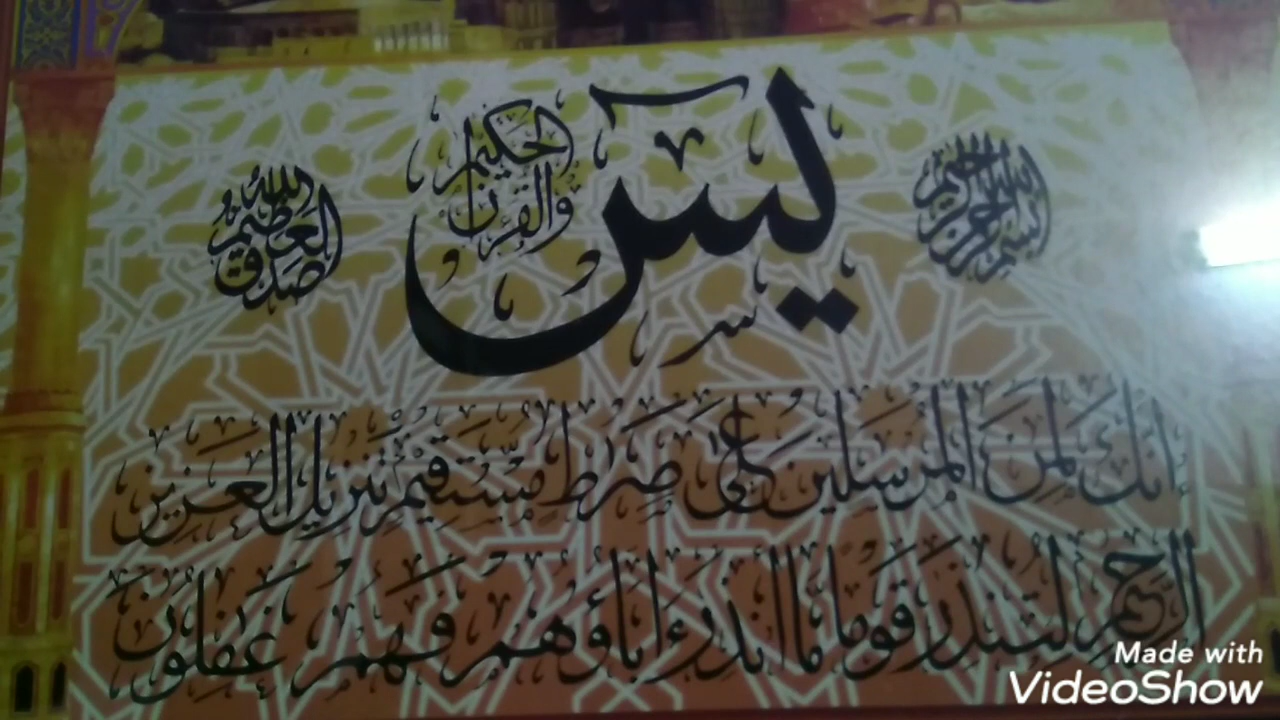 بسم الله الرحمن الرحيم
يس والقرآن الحكيم
صدق الله العظيم
إنك لمن المرسلين على صراط مستقيم تنزيل العزيز
الرحيم لتنذر قوما ما أنذر آباؤهم فهم غفلون
Made with
VideoShow